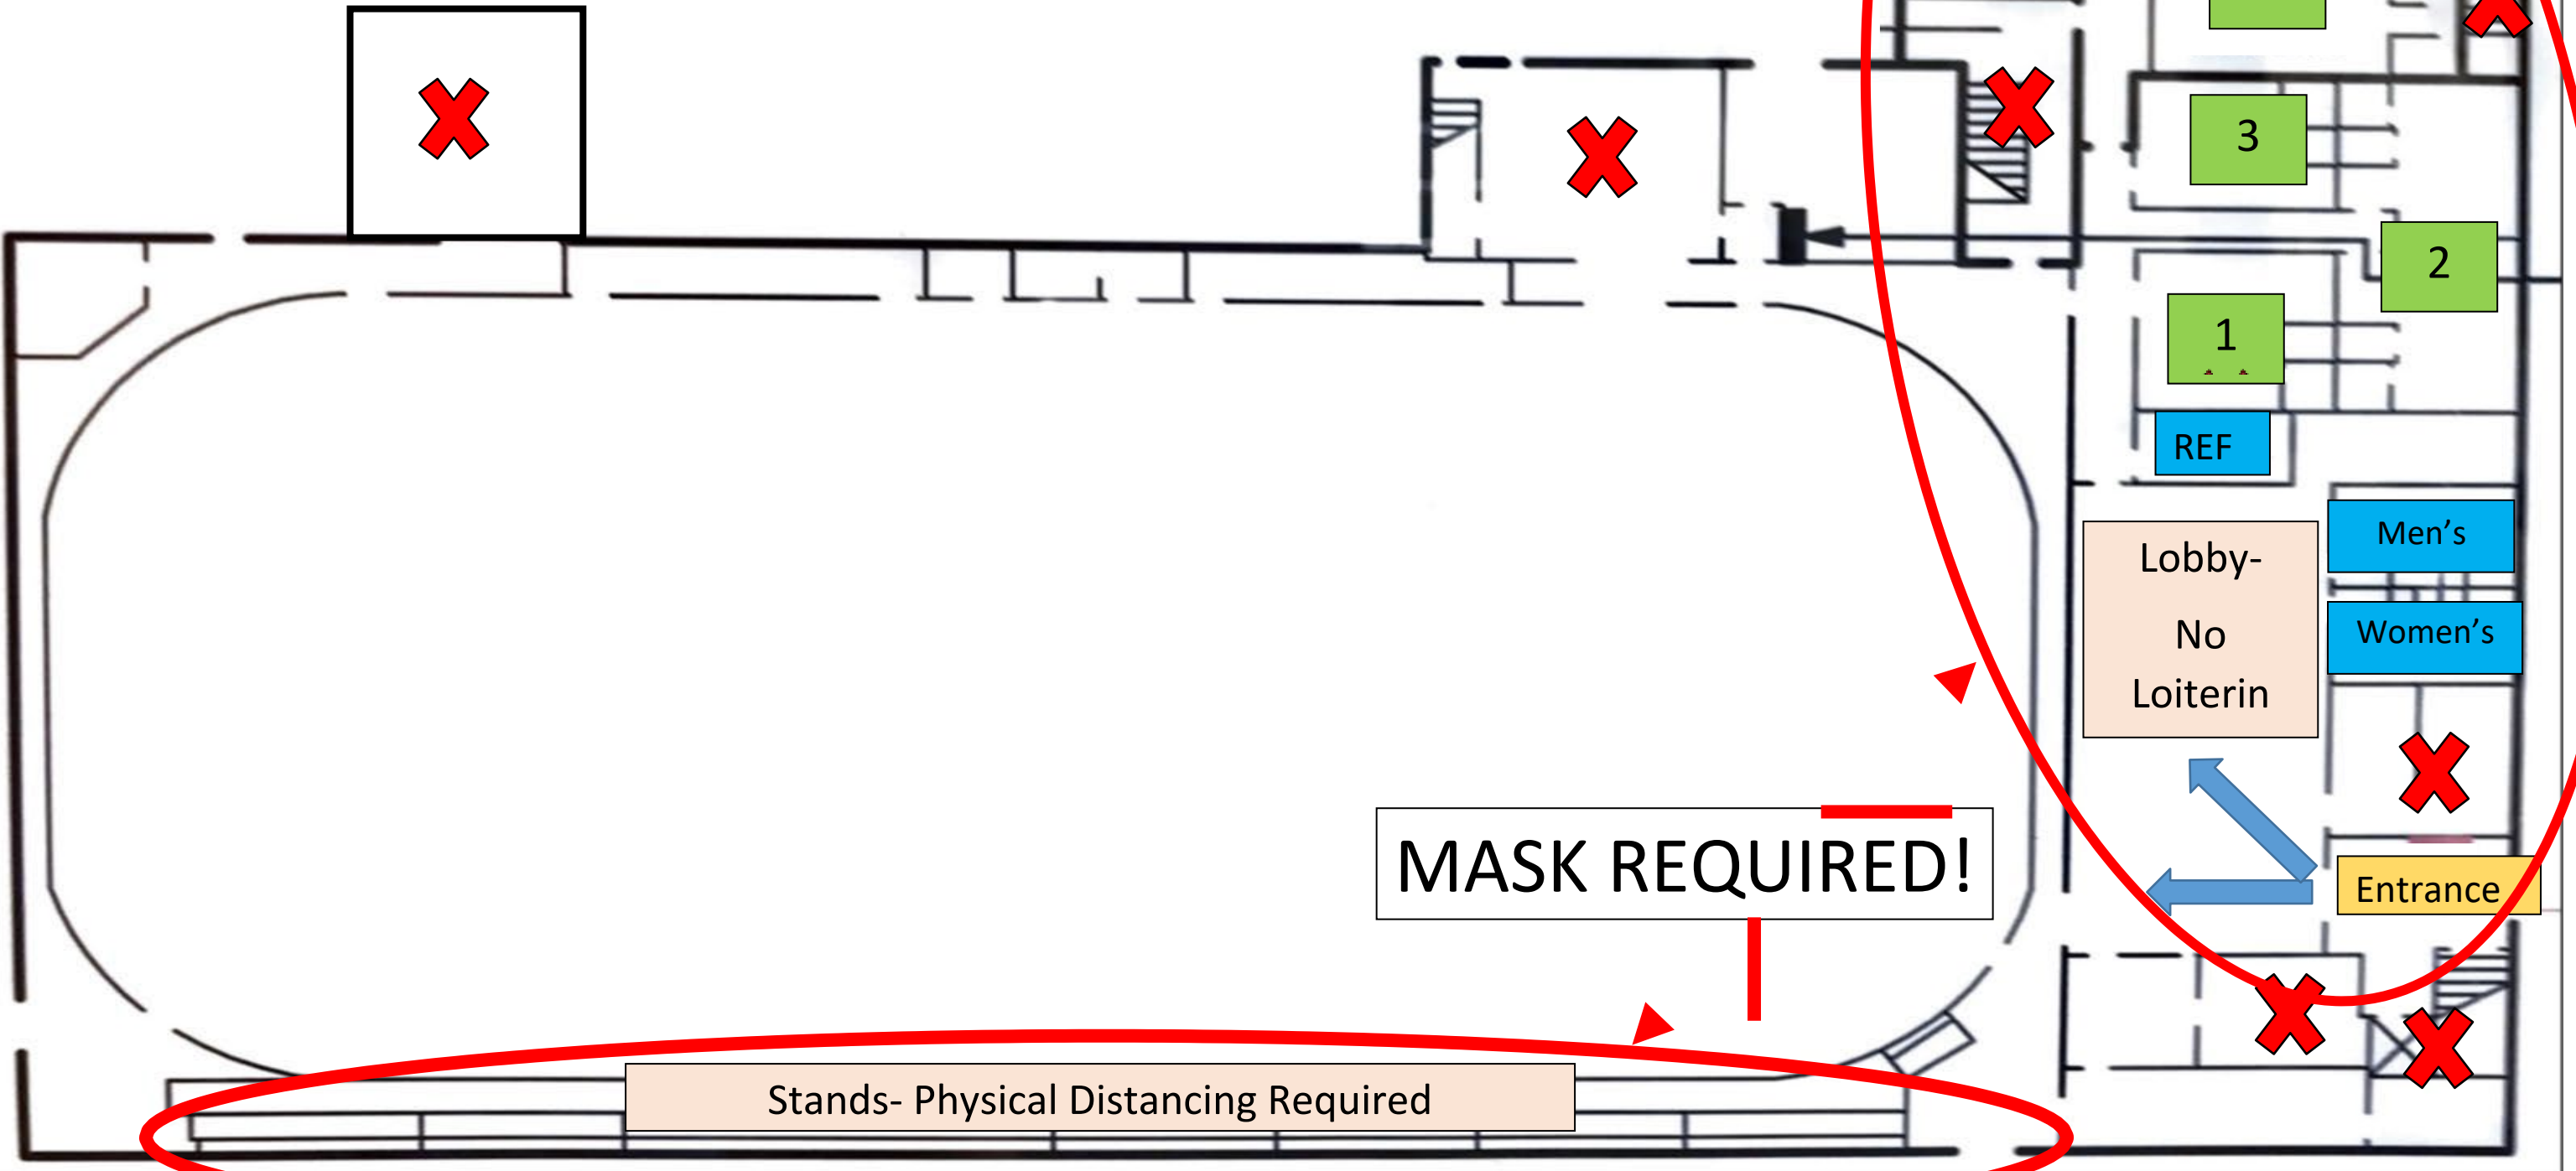 3
2
1
REF
Men's
Lobby-
No
Loiterin
Women's
MASK REQUIRED!
Entrance
Stands- Physical Distancing Required